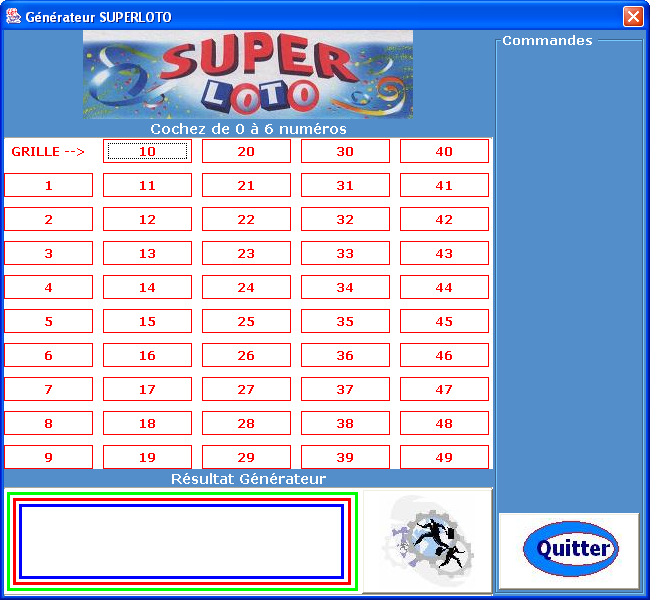 Générateur SUPERLOTO
SUPER
LOTO
Commandes
Cochez de 0 à 6 numéros
GRILLE --> 10 20 30 40
1 11 21 31 41
2 12 22 32 42
3 13 23 33 43
4 14 24 34 44
5 15 25 35 45
6 16 26 36 46
7 17 27 37 47
8 18 28 38 48
9 19 29 39 49
Résultat Générateur
Quitter